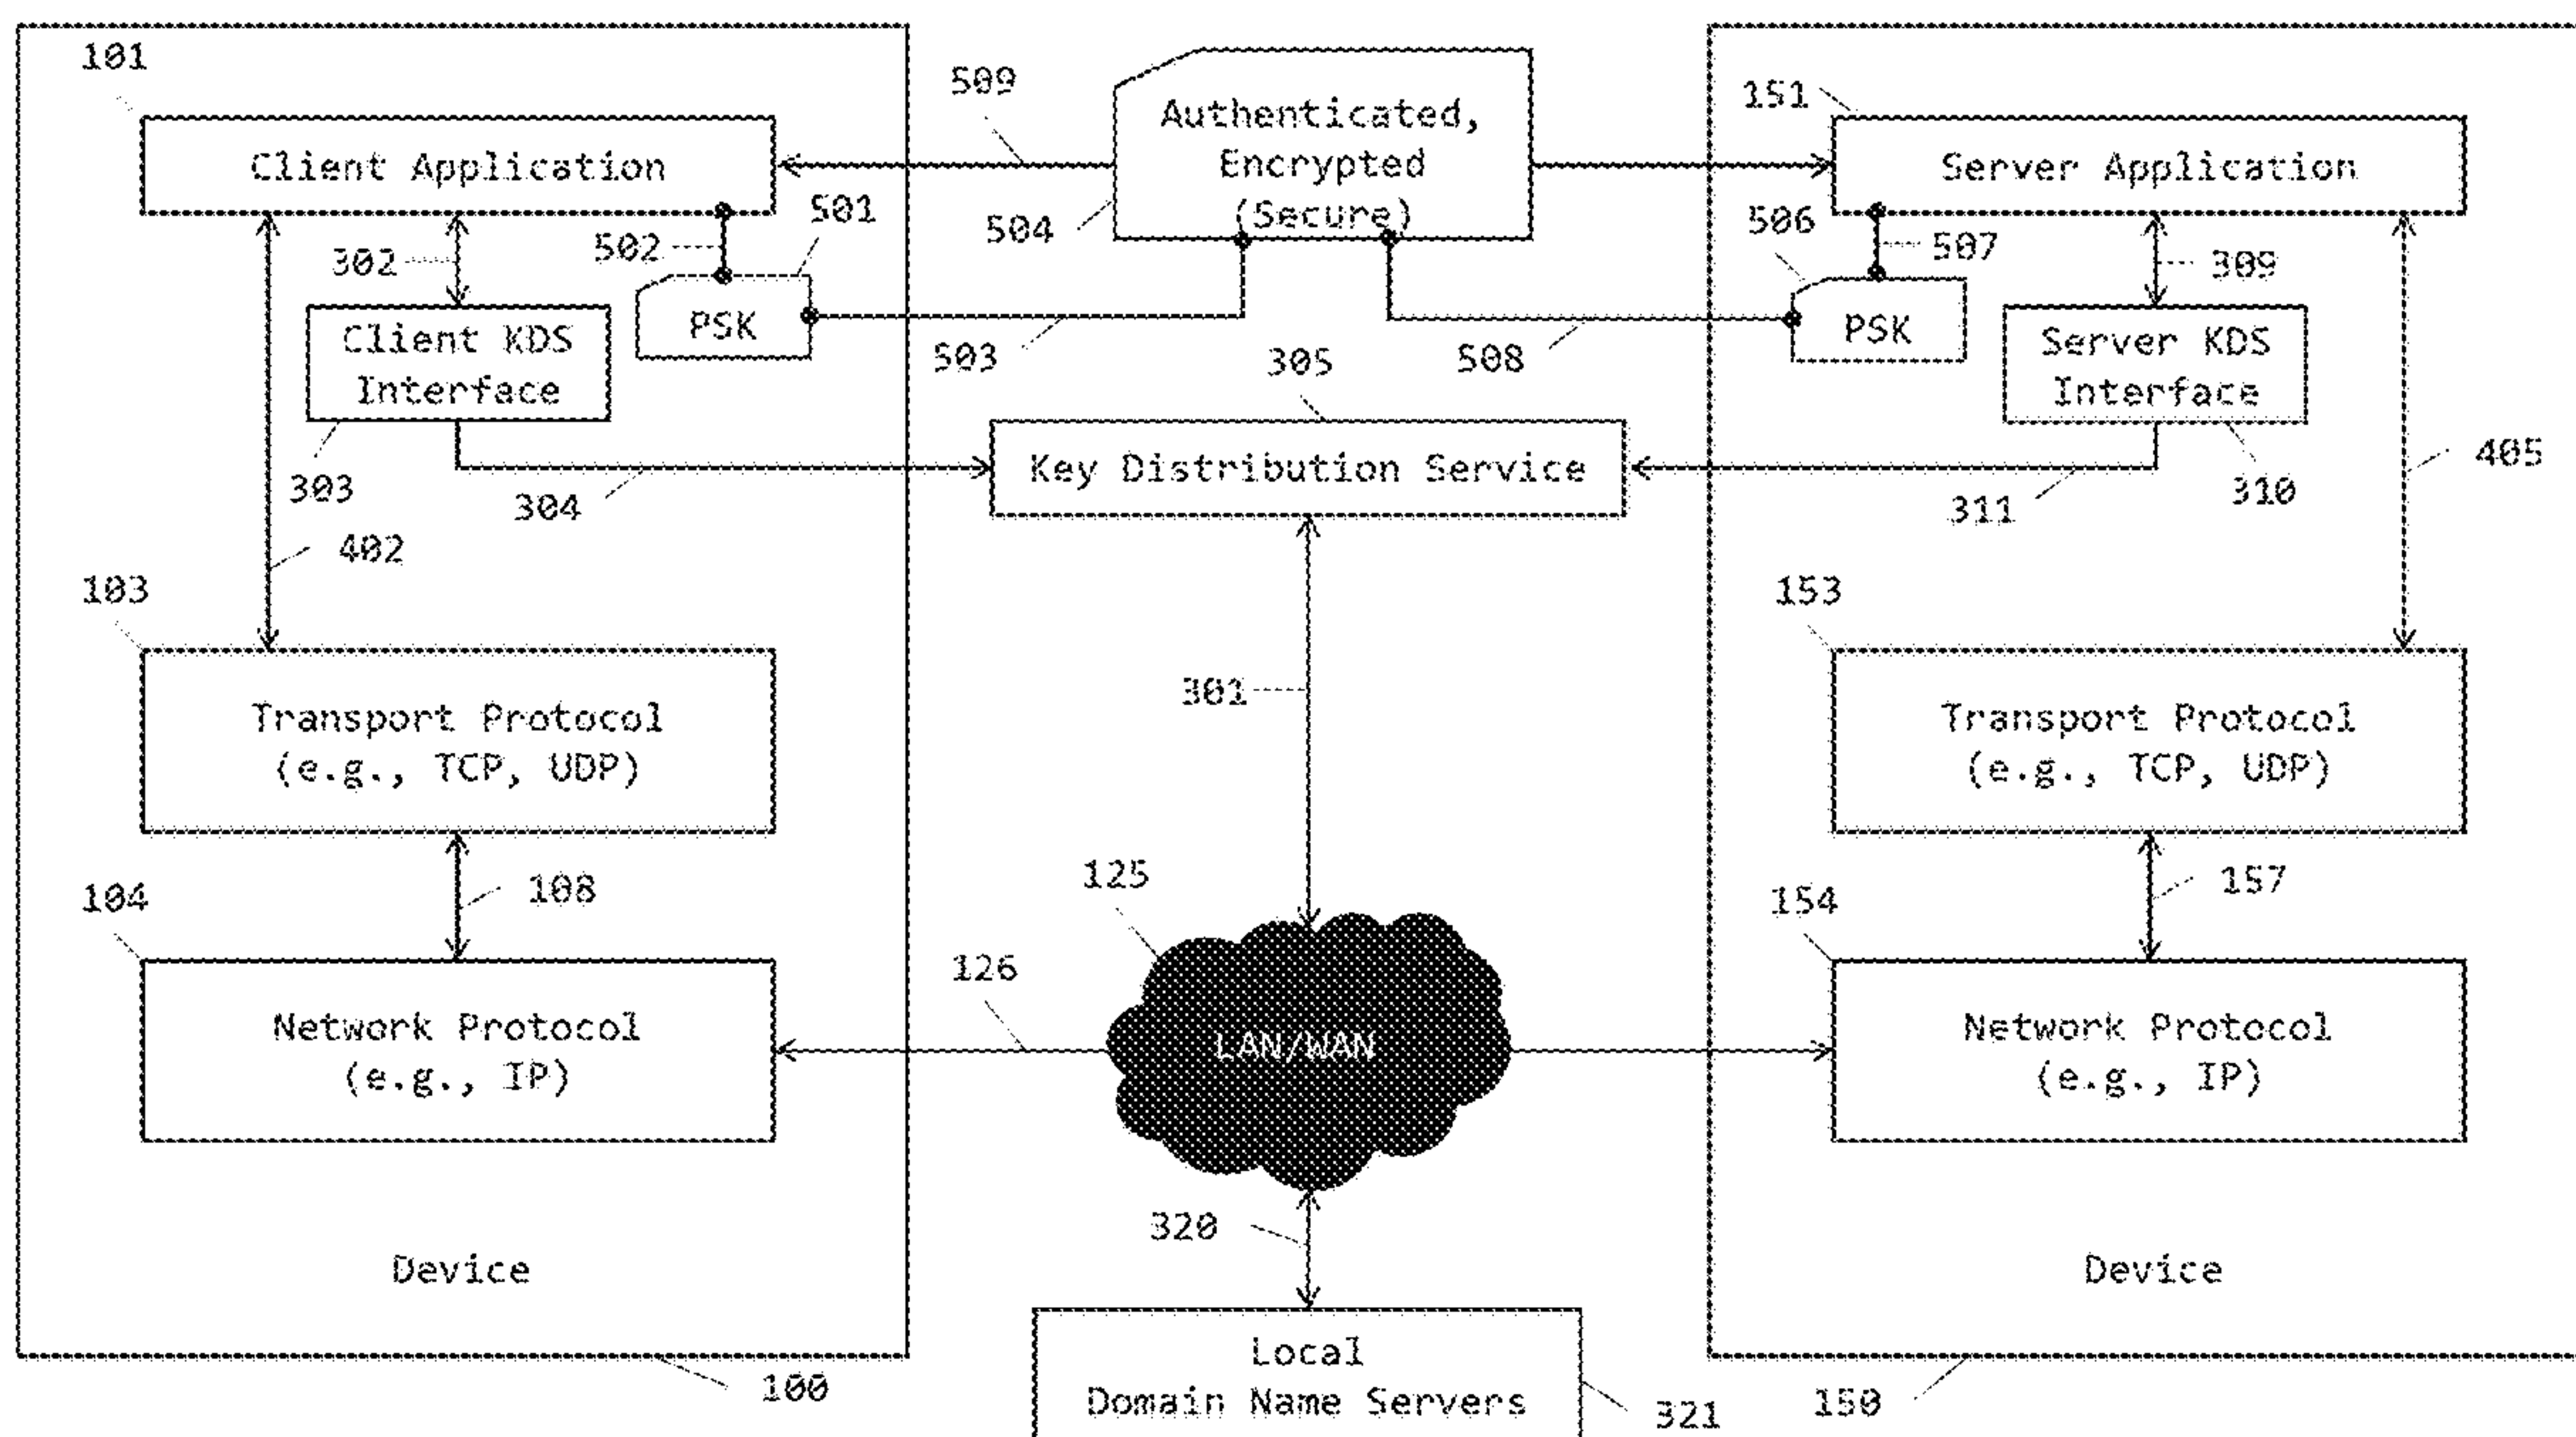 101
509
Authenticated,
Encrypted
(Secure)
151
Client Application
Server Application
501
504
506
302
502
507
309
PSK
PSK
Client KDS
Interface
503
305
508
Server KDS
Interface
303
304
Key Distribution Service
311
310
405
402
103
153
301
Transport Protocol
(e.g., TCP, UDP)
Transport Protocol
(e.g., TCP, UDP)
104
108
125
154
157
126
Network Protocol
(e.g., IP)
LAN/WAN
Network Protocol
(e.g., IP)
320
Device
Device
Local
Domain Name Servers
100
321
150